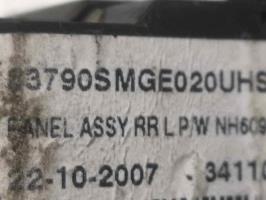 83790SMGE020UHS
PANEL ASSY RR L P/W NH609
22-10-2007 34110